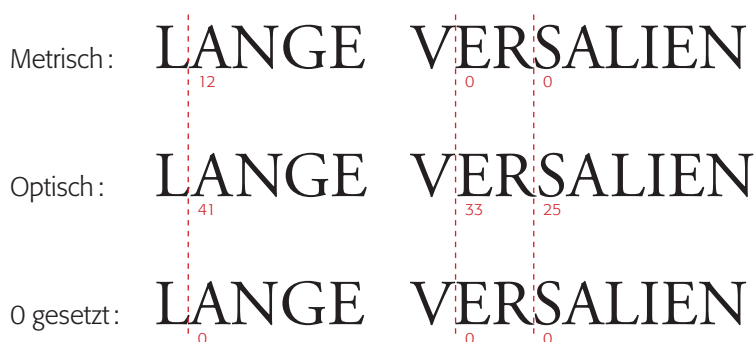 Metrisch: LANGE VERSALIEN
12 0 0
Optisch: LANGE VERSALIEN
41 33 25
0 gesetzt: LANGE VERSALIEN
0 0 0